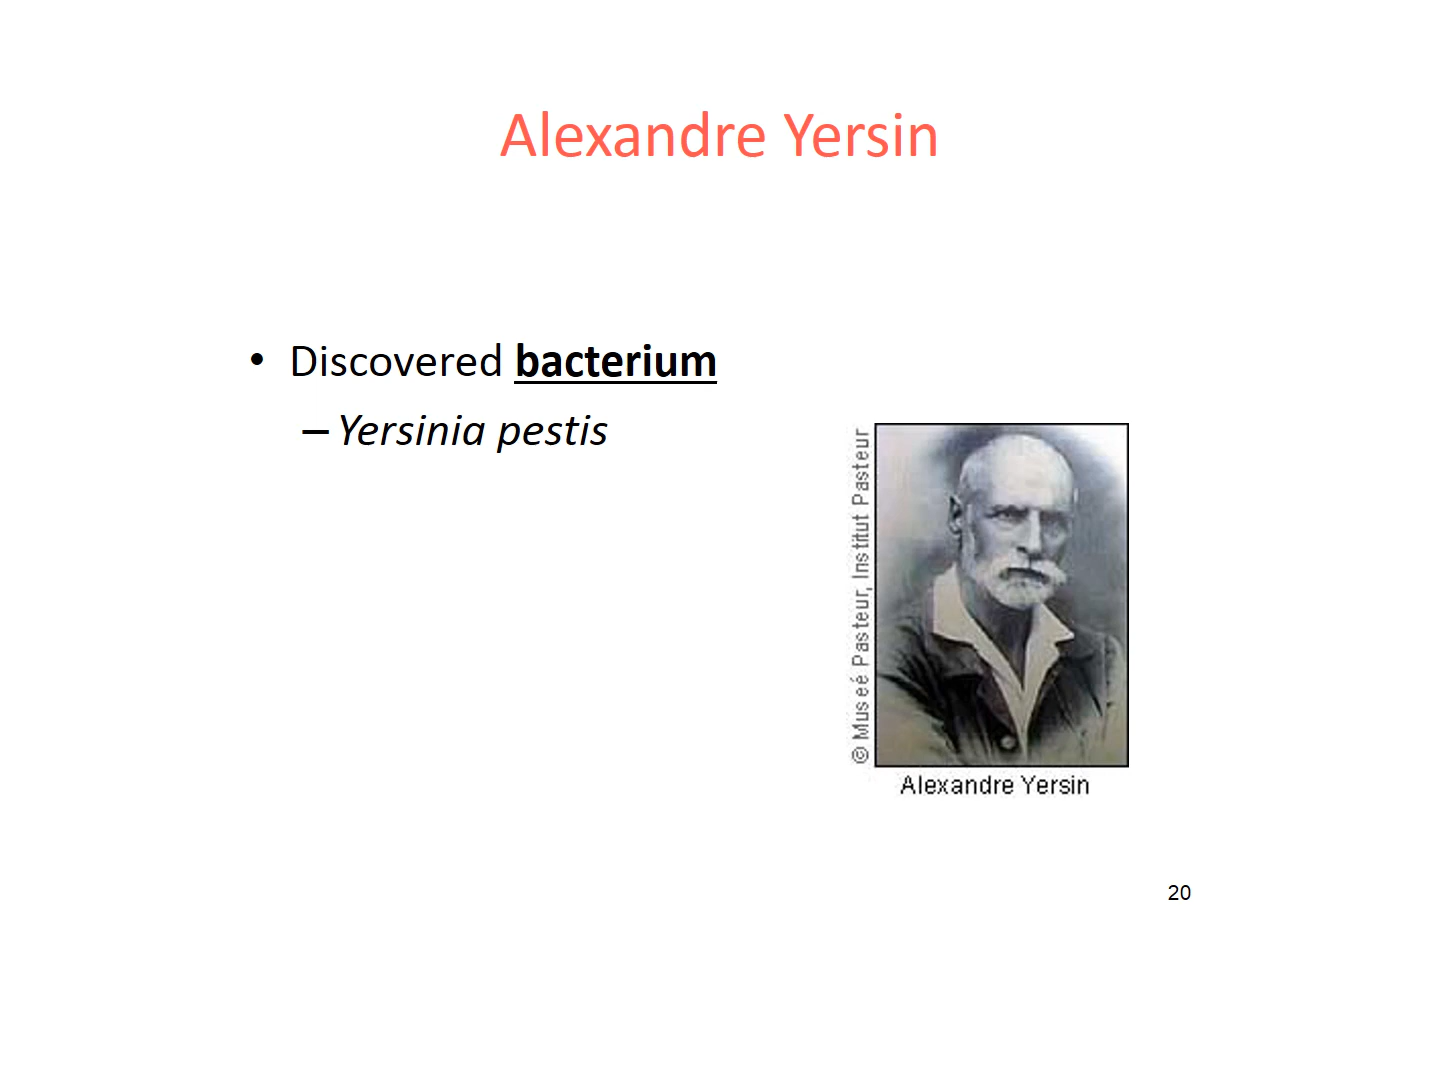 Alexandre Yersin
• Discovered bacterium
– Yersinia pestis
© Museé Pasteur, Institut Pasteur
Alexandre Yersin
20